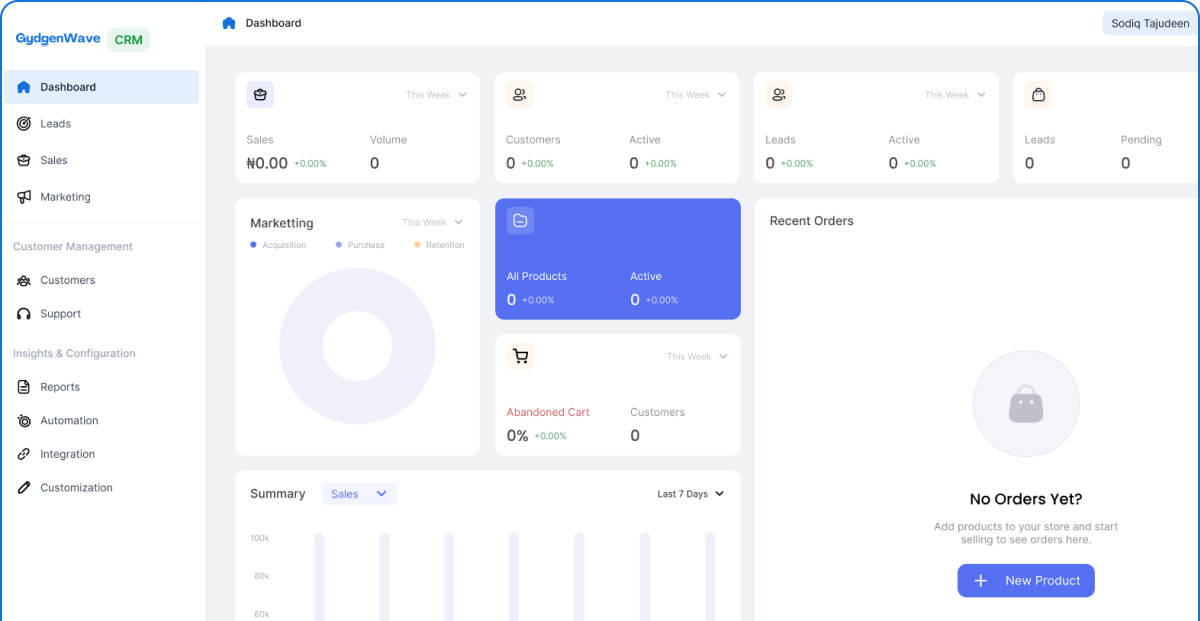 GydgenWave CRM
Dashboard
Leads
Sales
Marketing
Customer Management
Customers
Support
Insights & Configuration
Reports
Automation
Integration
Customization
Dashboard
Sodiq Tajudeen
This Week
Sales
Volume
₦0.00 +0.00%
0
This Week
Customers
Active
0 +0.00%
0 +0.00%
This Week
Leads
Active
0 +0.00%
0 +0.00%
Leads
Pending
0
0
Marketting
This Week
Acquisition
Purchase
Retention
All Products
Active
0 +0.00%
0 +0.00%
This Week
Abandoned Cart
Customers
0% +0.00%
0
Summary
Sales
Last 7 Days
100k
80k
60k
Recent Orders
No Orders Yet?
Add products to your store and start
selling to see orders here.
+ New Product